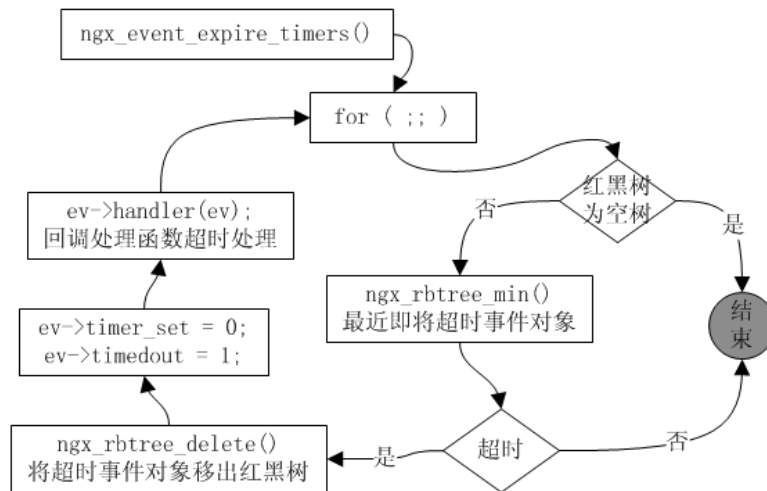 ngx_event_expire_timers()
for ( ;; )
红黑树
为空树
否
是
ev->handler(ev);
回调处理函数超时处理
ngx_rbtree_min()
最近即将超时事件对象
结
束
ev->timer_set = 0;
ev->timedout = 1;
超时
否
是
ngx_rbtree_delete()
将超时事件对象移出红黑树